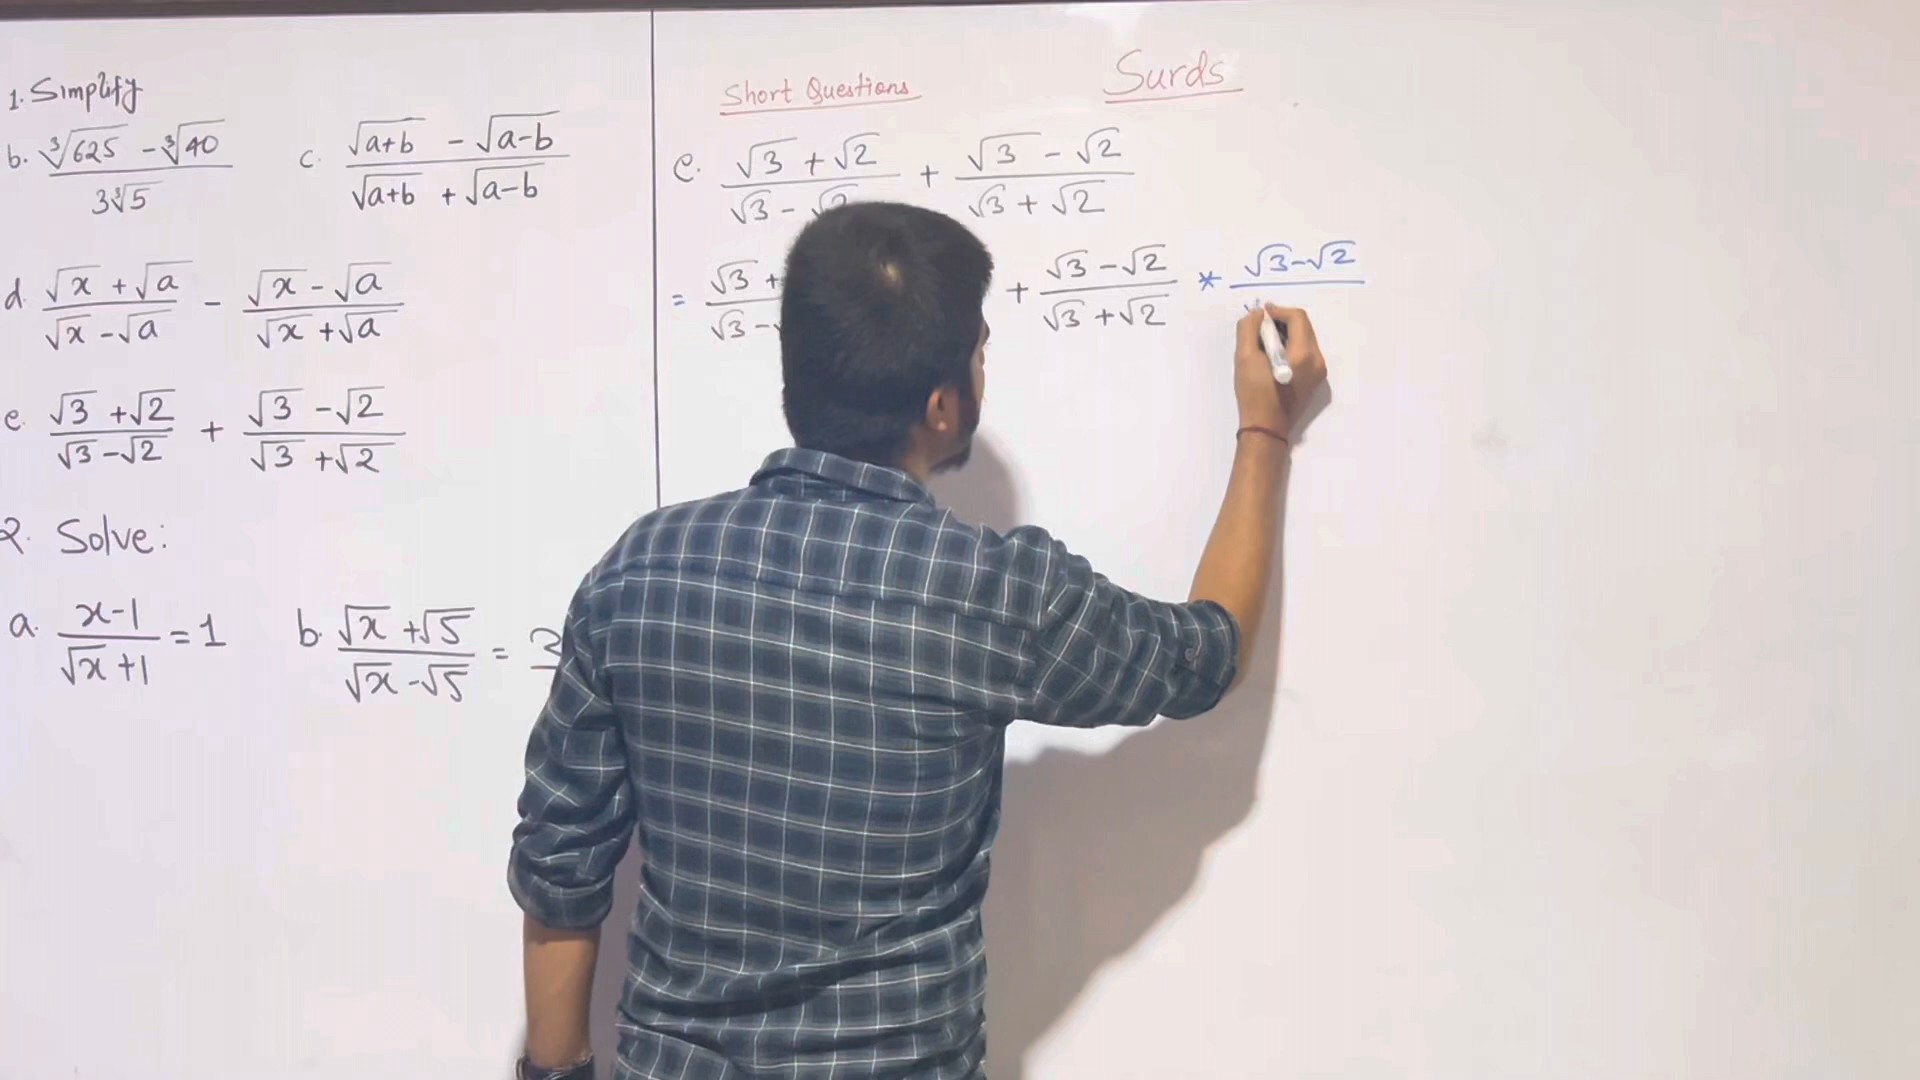 1. Simplify
b. (∛625 - ∛40) / (3∛5)
c. (√(a+b) - √(a-b)) / (√(a+b) + √(a-b))
d. (√x + √a) / (√x - √a) - (√x - √a) / (√x + √a)
e. (√3 + √2) / (√3 - √2) + (√3 - √2) / (√3 + √2)
2. Solve:
a. (x-1) / (√x + 1) = 1
b. (√x + √5) / (√x - √5) =
Short Questions
Surds
e. (√3 + √2) / (√3 - √2) + (√3 - √2) / (√3 + √2)
= √3 + / √3 - + (√3 - √2) / (√3 + √2) * (√3 - √2) /